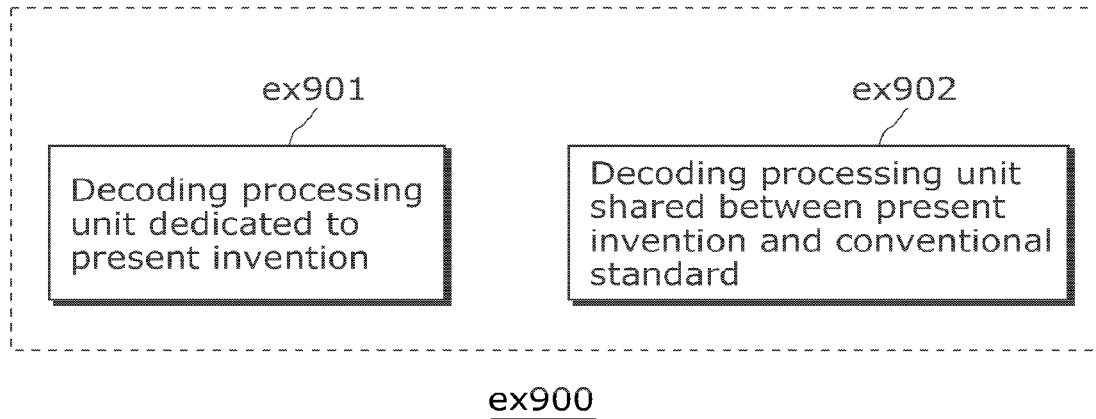 ex901
Decoding processing
unit dedicated to
present invention
ex902
Decoding processing unit
shared between present
invention and conventional
standard
ex900